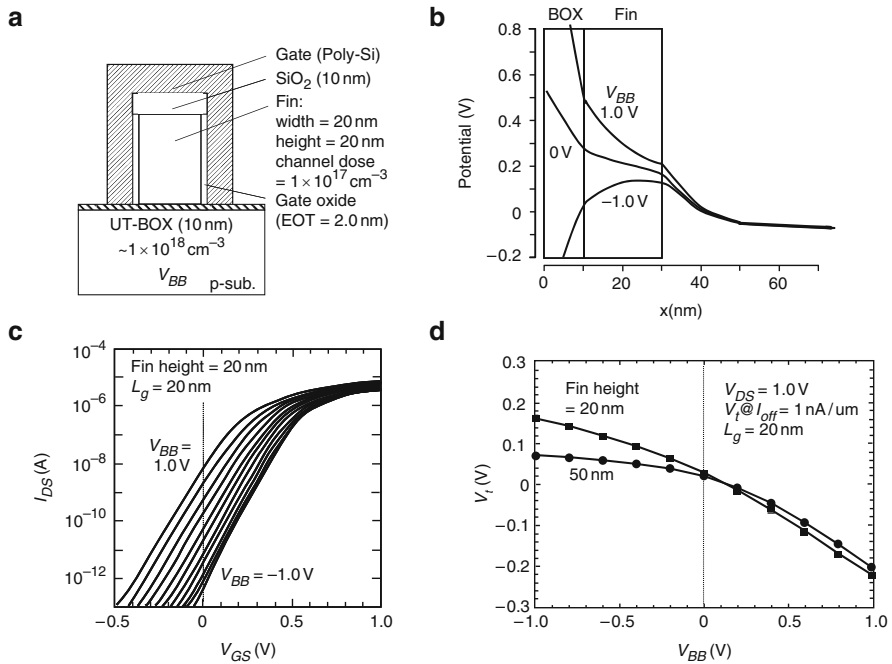 a
Gate (Poly-Si)
SiO2 (10 nm)
Fin:
width = 20nm
height = 20nm
channel dose
= 1 × 10^17 cm^−3
Gate oxide
(EOT = 2.0 nm)
UT-BOX (10 nm)
~1 × 10^18 cm^−3
VBB
p-sub.
b
BOX
Fin
0.8
0.6
0.4
0.2
0
−0.2
Potential (V)
VBB
1.0 V
0 V
−1.0V
0
20
40
60
x(nm)
c
10^−4
10^−6
10^−8
10^−10
10^−12
IDS (A)
Fin height = 20 nm
Lg = 20 nm
VBB =
1.0V
VBB = −1.0 V
−0.5
0
0.5
1.0
VGS (V)
d
0.3
0.2
0.1
0
−0.1
−0.2
−0.3
Vt (V)
Fin height
= 20 nm
50 nm
VDS = 1.0 V
Vt@Ioff = 1 nA/um
Lg = 20 nm
−1.0
−0.5
0
0.5
1.0
VBB (V)